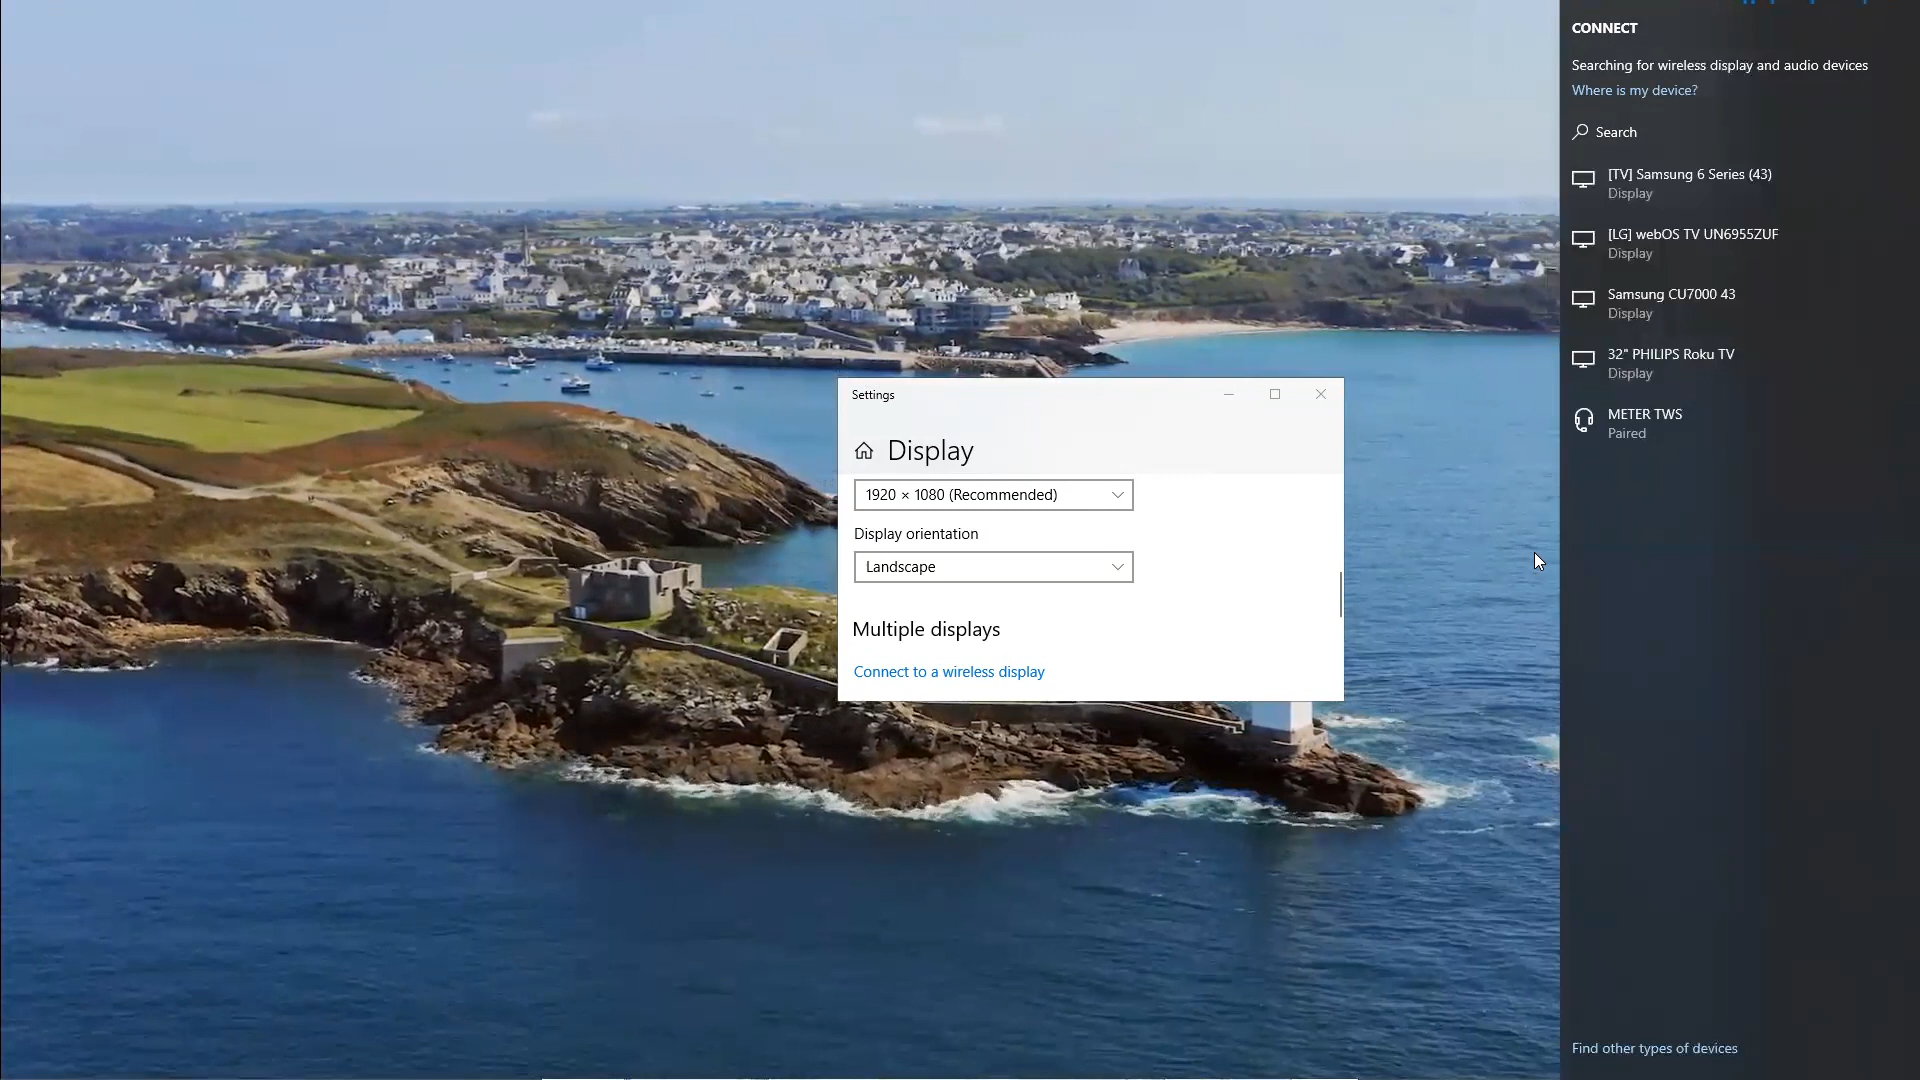 Settings
Display
1920 × 1080 (Recommended)
Display orientation
Landscape
Multiple displays
Connect to a wireless display
CONNECT
Searching for wireless display and audio devices
Where is my device?
Search
[TV] Samsung 6 Series (43)
Display
[LG] webOS TV UN6955ZUF
Display
Samsung CU7000 43
Display
32" PHILIPS Roku TV
Display
METER TWS
Paired
Find other types of devices